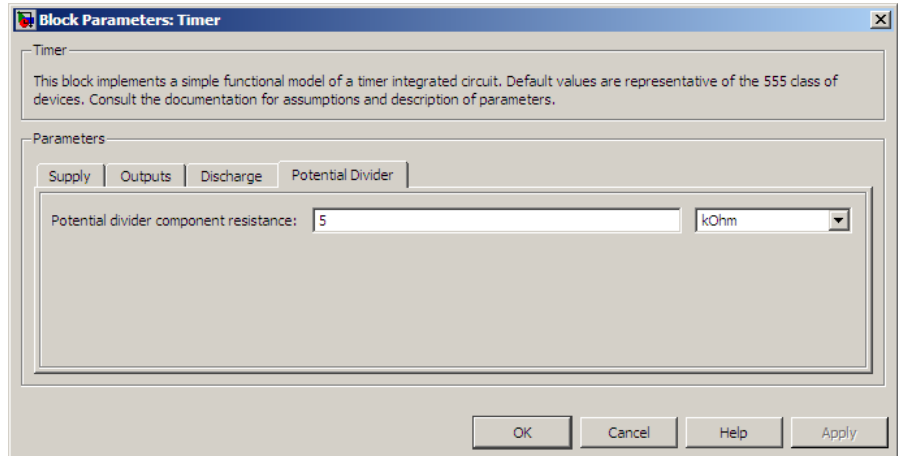 Block Parameters: Timer
Timer
This block implements a simple functional model of a timer integrated circuit. Default values are representative of the 555 class of
devices. Consult the documentation for assumptions and description of parameters.
Parameters
Supply Outputs Discharge Potential Divider
Potential divider component resistance: 5 kOhm
OK Cancel Help Apply